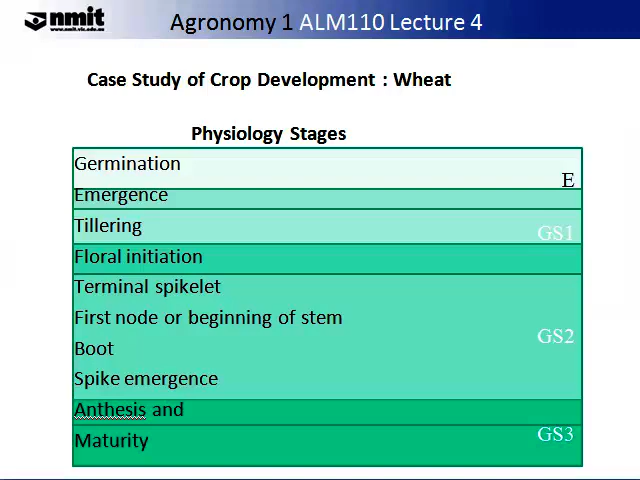 nmit
www.nmit.vic.edu.au
Agronomy 1 ALM110 Lecture 4
Case Study of Crop Development : Wheat
Physiology Stages
Germination
E
Emergence
Tillering
GS1
Floral initiation
Terminal spikelet
First node or beginning of stem
GS2
Boot
Spike emergence
Anthesis and
GS3
Maturity